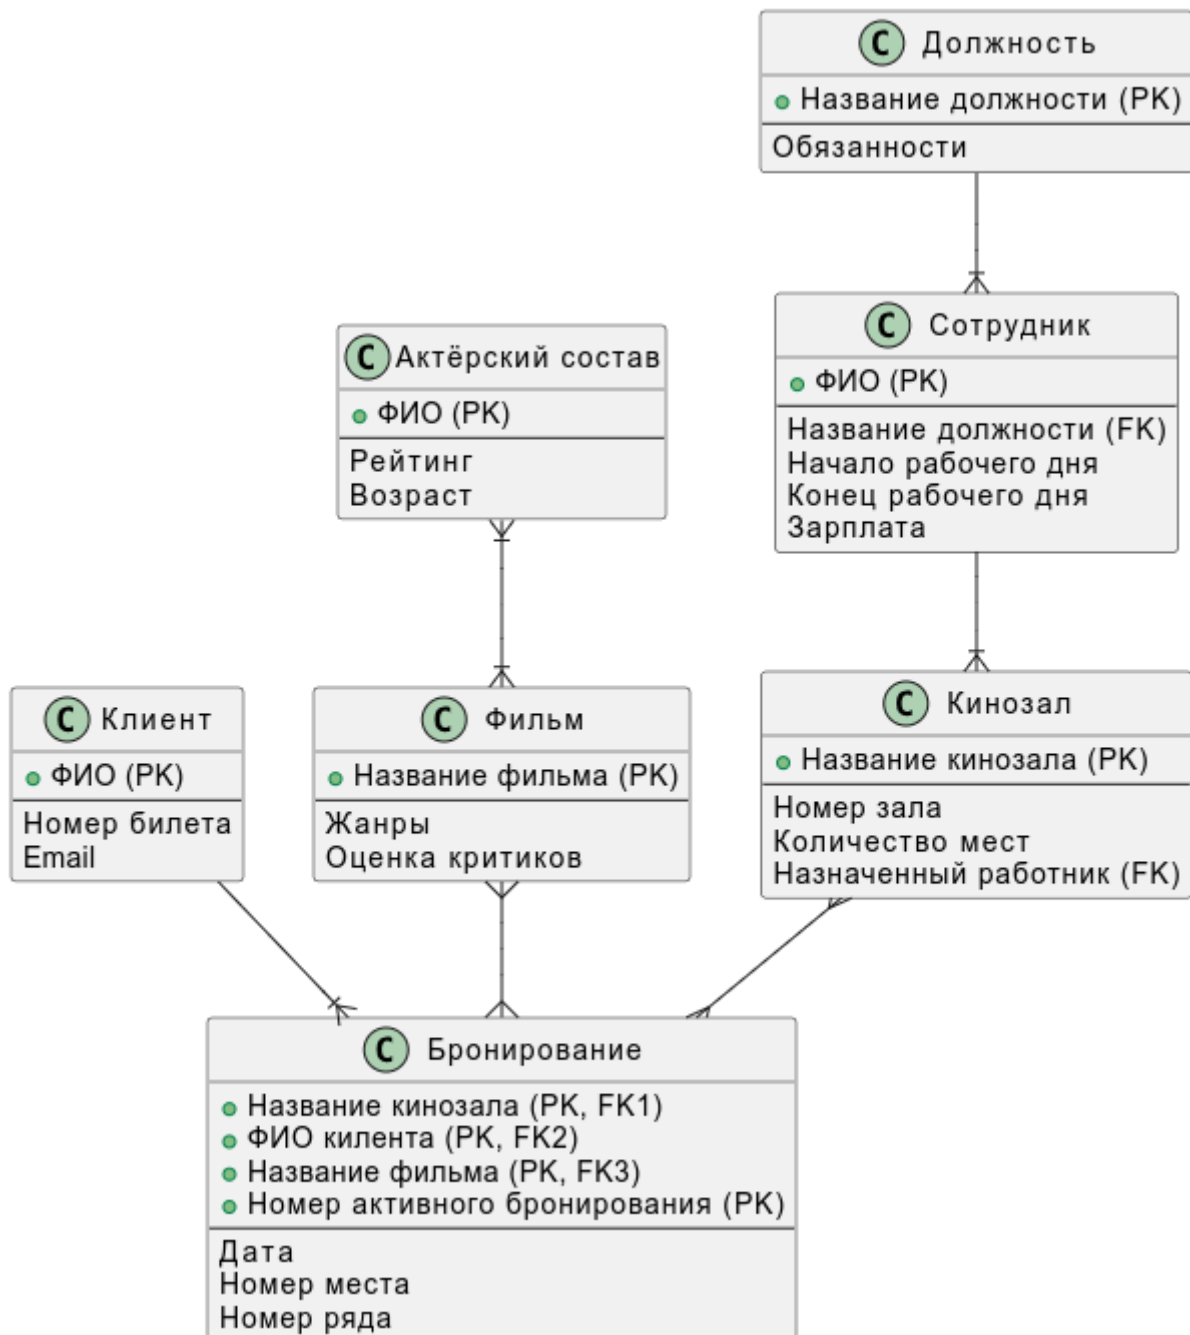 C Должность
Название должности (PK)
Обязанности
C Сотрудник
ФИО (PK)
Название должности (FK)
Начало рабочего дня
Конец рабочего дня
Зарплата
C Актёрский состав
ФИО (PK)
Рейтинг
Возраст
C Клиент
ФИО (PK)
Номер билета
Email
C Фильм
Название фильма (PK)
Жанры
Оценка критиков
C Кинозал
Название кинозала (PK)
Номер зала
Количество мест
Назначенный работник (FK)
C Бронирование
Название кинозала (PK, FK1)
ФИО килента (PK, FK2)
Название фильма (PK, FK3)
Номер активного бронирования (PK)
Дата
Номер места
Номер ряда